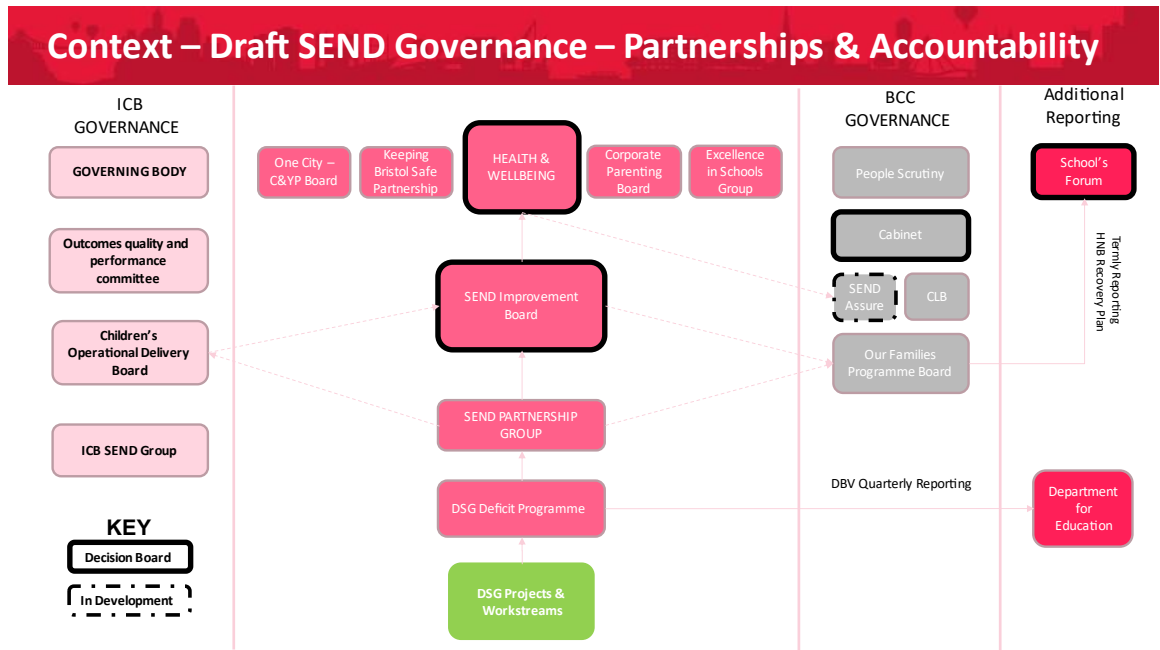 Context – Draft SEND Governance – Partnerships & Accountability
ICB
GOVERNANCE
GOVERNING BODY
Outcomes quality and
performance
committee
Children's
Operational Delivery
Board
ICB SEND Group
KEY
Decision Board
In Development
One City –
C&YP Board
Keeping
Bristol Safe
Partnership
HEALTH &
WELLBEING
Corporate
Parenting
Board
Excellence
in Schools
Group
SEND Improvement
Board
SEND PARTNERSHIP
GROUP
DSG Deficit Programme
DSG Projects &
Workstreams
BCC
GOVERNANCE
People Scrutiny
Cabinet
SEND
Assure
CLB
Our Families
Programme Board
DBV Quarterly Reporting
Additional
Reporting
School's
Forum
Termly Reporting
HNB Recovery Plan
Department
for
Education